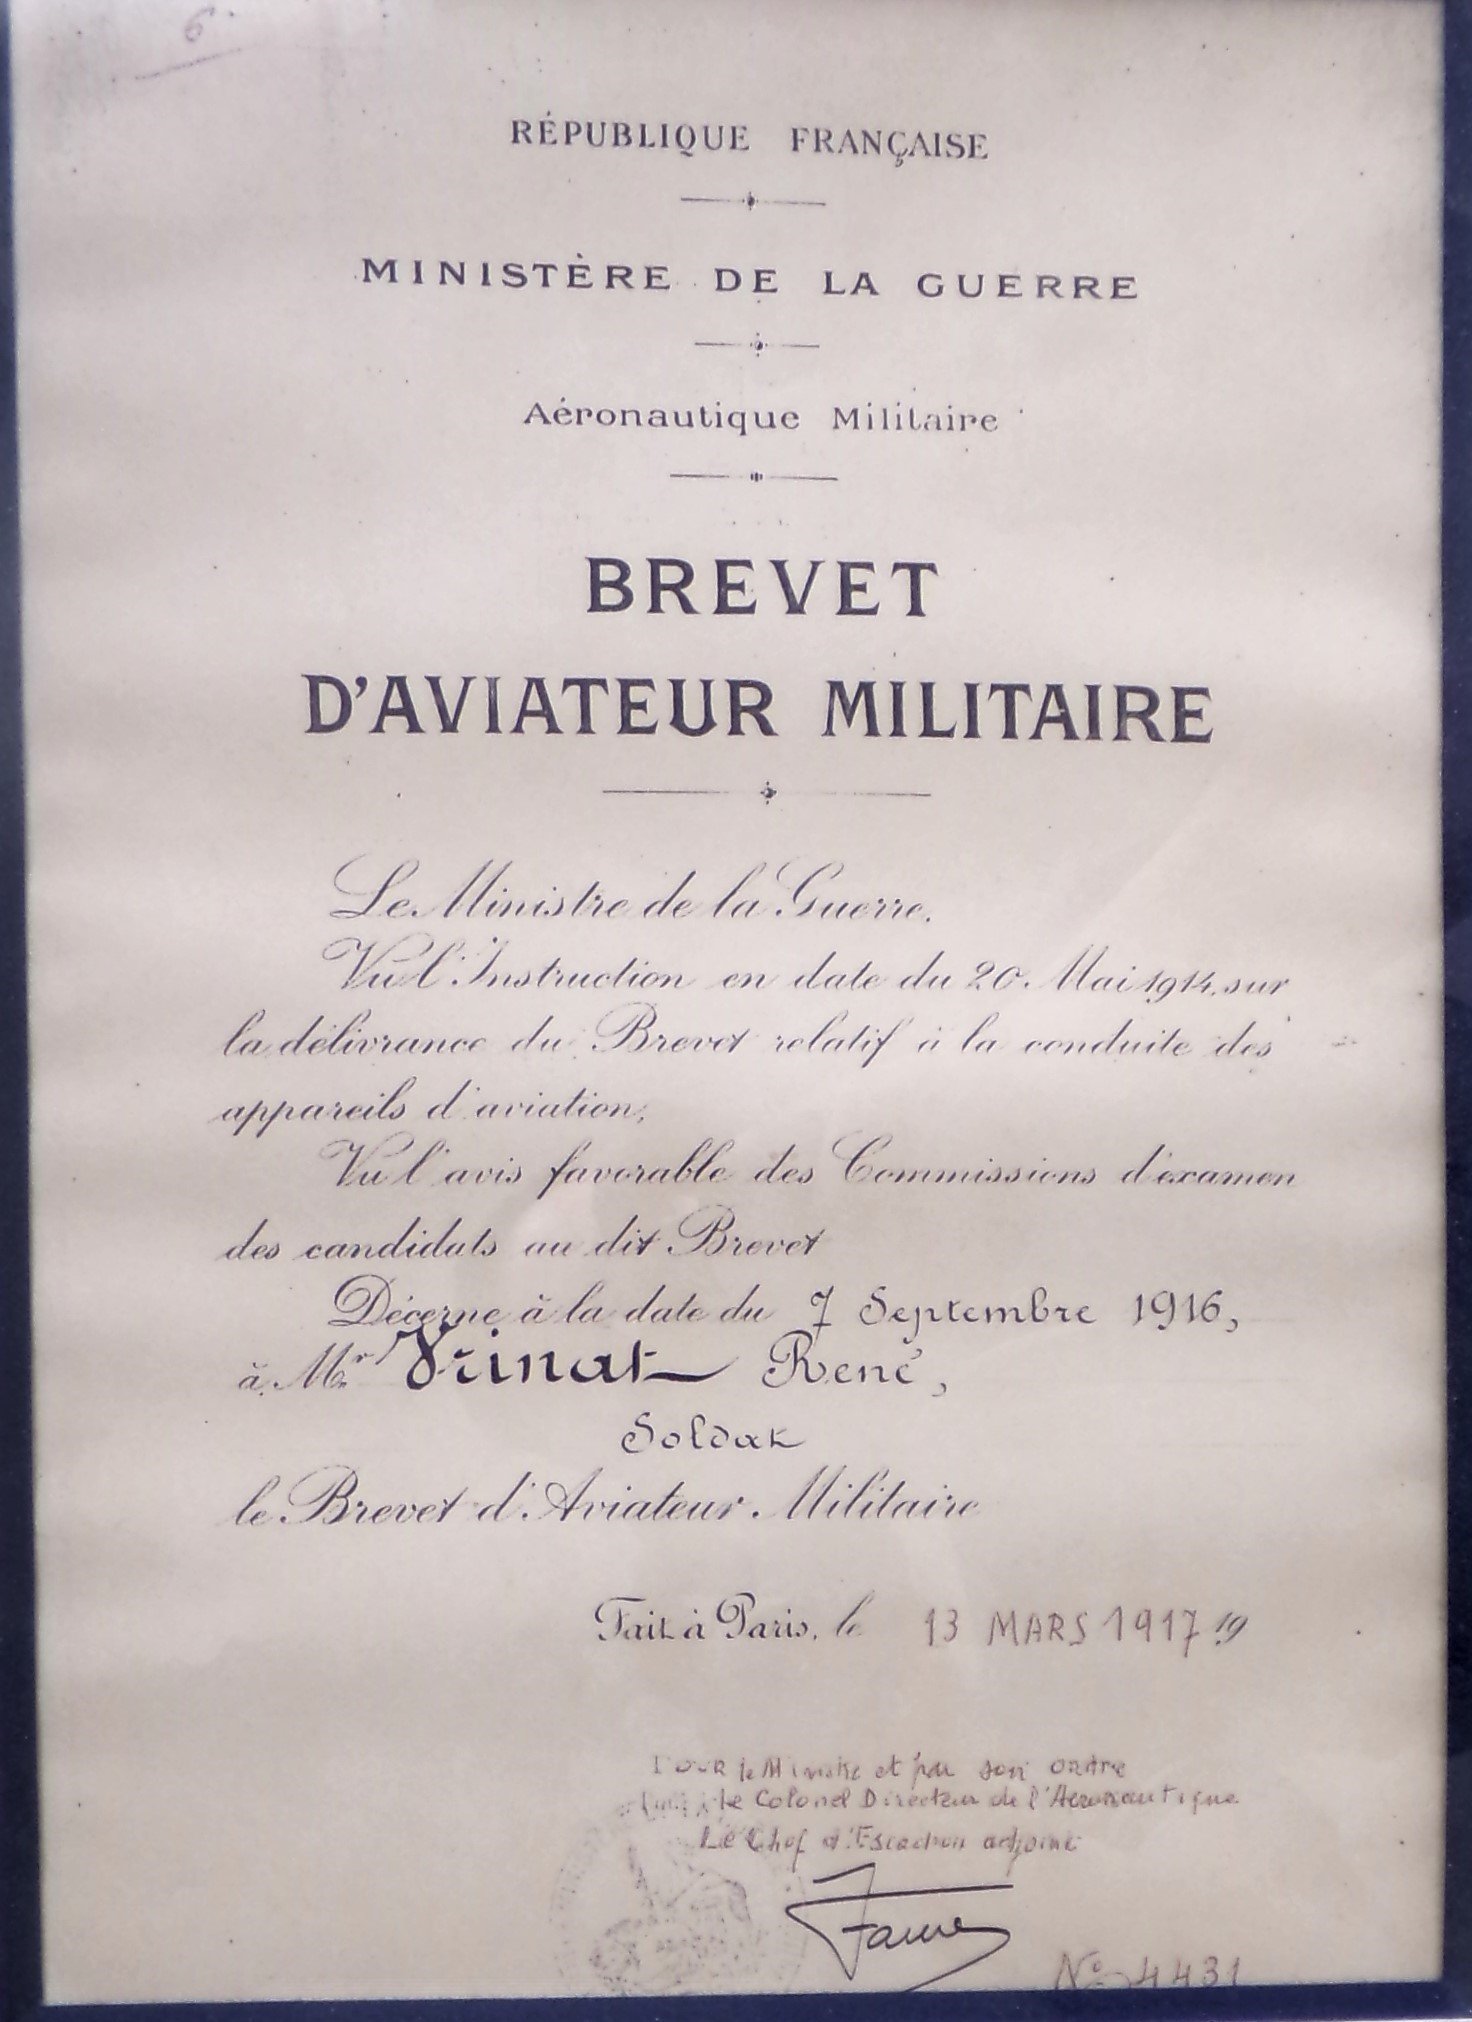 6
RÉPUBLIQUE FRANÇAISE
MINISTÈRE DE LA GUERRE
Aéronautique Militaire
BREVET
D'AVIATEUR MILITAIRE
Le Ministre de la Guerre.
Vu l'Instruction en date du 20 Mai 1914, sur
la délivrance du Brevet relatif à la conduite des
appareils d'aviation,
Vu l'avis favorable des Commissions d'examen
des candidats au dit Brevet
Décerne à la date du 7 Septembre 1916,
à Mr Vrinat René,
Soldat
le Brevet d'Aviateur Militaire
Fait à Paris, le 13 MARS 1917 19
POUR le Ministre et par son ordre
Le Colonel Directeur de l'Aéronautique
Le Chef d'Escadron adjoint
Faure
No 4431